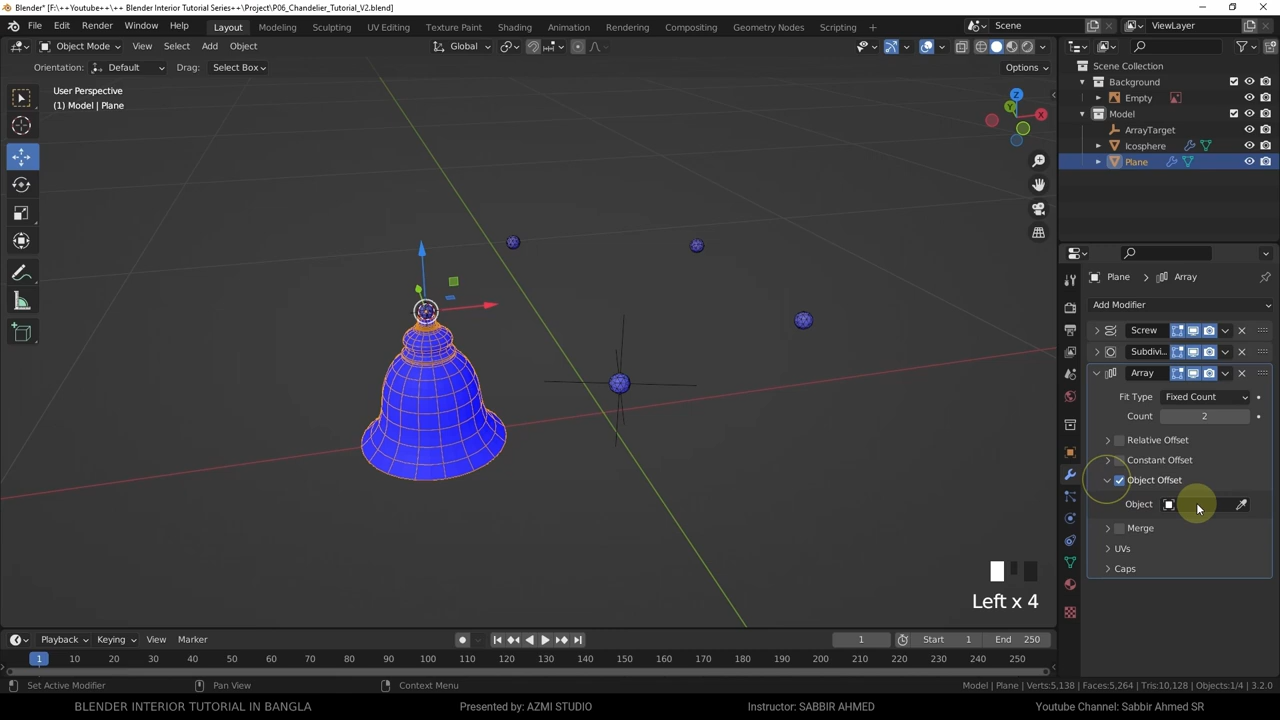 Blender* [F:\++Youtube++\++ Blender Interior Tutorial Series++\Project\P06_Chandelier_Tutorial_V2.blend]
File Edit Render Window Help Layout Modeling Sculpting UV Editing Texture Paint Shading Animation Rendering Compositing Geometry Nodes Scripting Scene ViewLayer
Object Mode View Select Add Object Global
Orientation: Default Drag: Select Box Options
User Perspective
(1) Model | Plane
Z
Y
X
Scene Collection
Background
Empty
Model
ArrayTarget
Icosphere
Plane
Plane Array
Add Modifier
Screw
Subdivi...
Array
Fit Type Fixed Count
Count 2
Relative Offset
Constant Offset
Object Offset
Object
Merge
UVs
Caps
Left x 4
Playback Keying View Marker 1 Start 1 End 250
1 10 20 30 40 50 60 70 80 90 100 110 120 130 140 150 160 170 180 190 200 210 220 230 240 250
Set Active Modifier Pan View Context Menu Model | Plane | Verts:5,138 | Faces:5,264 | Tris:10,128 | Objects:1/4 | 3.2.0
BLENDER INTERIOR TUTORIAL IN BANGLA Presented by: AZMI STUDIO Instructor: SABBIR AHMED Youtube Channel: Sabbir Ahmed SR